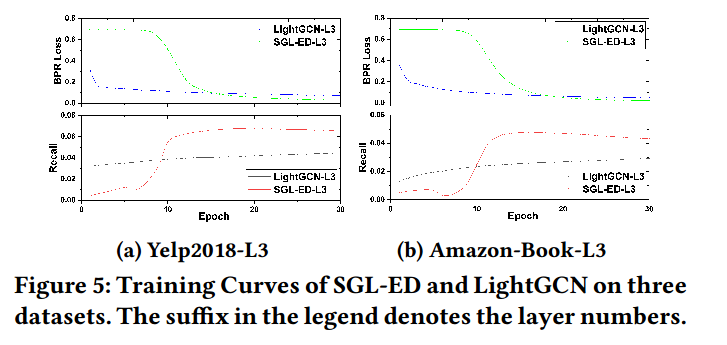 0.8
LightGCN-L3
SGL-ED-L3
0.6
0.4
0.2
0.0
BPR Loss
0.08
0.06
0.04
0.02
0.00
Recall
LightGCN-L3
SGL-ED-L3
0 10 20 30
Epoch
(a) Yelp2018-L3
0.8
LightGCN-L3
SGL-ED-L3
0.6
0.4
0.2
0.0
BPR Loss
0.08
0.06
0.04
0.02
0.00
Recall
LightGCN-L3
SGL-ED-L3
0 10 20 30
Epoch
(b) Amazon-Book-L3
Figure 5: Training Curves of SGL-ED and LightGCN on three
datasets. The suffix in the legend denotes the layer numbers.